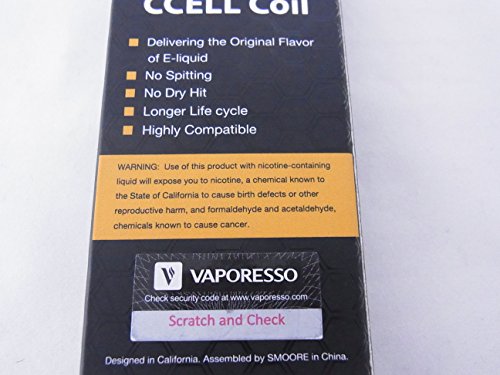 CCELL Coil
Delivering the Original Flavor
of E-liquid
No Spitting
No Dry Hit
Longer Life cycle
Highly Compatible
WARNING: Use of this product with nicotine-containing
liquid will expose you to nicotine, a chemical known to
the State of California to cause birth defects or other
reproductive harm, and formaldehyde and acetaldehyde,
chemicals known to cause cancer.
VAPORESSO
Check security code at www.vaporesso.com
Scratch and Check
Designed in California. Assembled by SMOORE in China.